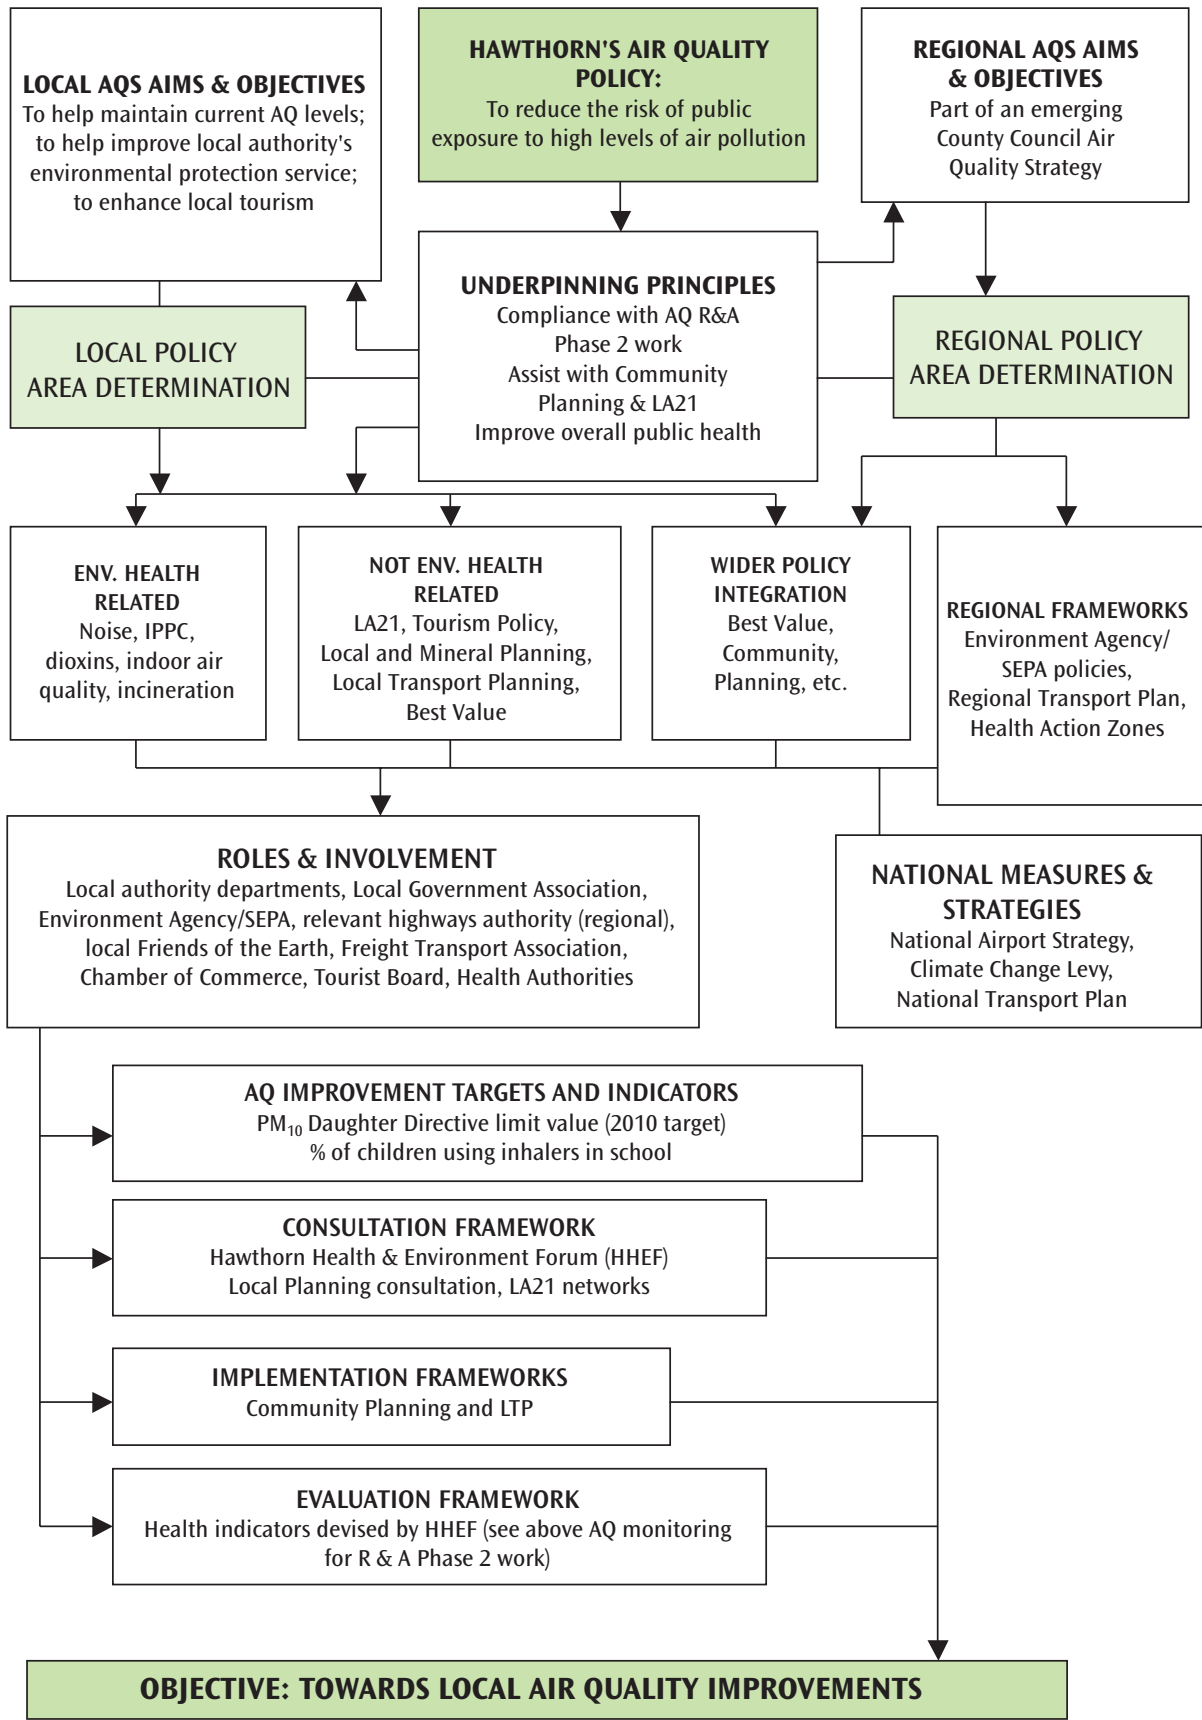 LOCAL AQS AIMS & OBJECTIVES
To help maintain current AQ levels;
to help improve local authority's
environmental protection service;
to enhance local tourism
HAWTHORN'S AIR QUALITY
POLICY:
To reduce the risk of public
exposure to high levels of air pollution
REGIONAL AQS AIMS
& OBJECTIVES
Part of an emerging
County Council Air
Quality Strategy
UNDERPINNING PRINCIPLES
Compliance with AQ R&A
Phase 2 work
Assist with Community
Planning & LA21
Improve overall public health
LOCAL POLICY
AREA DETERMINATION
REGIONAL POLICY
AREA DETERMINATION
ENV. HEALTH
RELATED
Noise, IPPC,
dioxins, indoor air
quality, incineration
NOT ENV. HEALTH
RELATED
LA21, Tourism Policy,
Local and Mineral Planning,
Local Transport Planning,
Best Value
WIDER POLICY
INTEGRATION
Best Value,
Community,
Planning, etc.
REGIONAL FRAMEWORKS
Environment Agency/
SEPA policies,
Regional Transport Plan,
Health Action Zones
ROLES & INVOLVEMENT
Local authority departments, Local Government Association,
Environment Agency/SEPA, relevant highways authority (regional),
local Friends of the Earth, Freight Transport Association,
Chamber of Commerce, Tourist Board, Health Authorities
NATIONAL MEASURES &
STRATEGIES
National Airport Strategy,
Climate Change Levy,
National Transport Plan
AQ IMPROVEMENT TARGETS AND INDICATORS
PM10 Daughter Directive limit value (2010 target)
% of children using inhalers in school
CONSULTATION FRAMEWORK
Hawthorn Health & Environment Forum (HHEF)
Local Planning consultation, LA21 networks
IMPLEMENTATION FRAMEWORKS
Community Planning and LTP
EVALUATION FRAMEWORK
Health indicators devised by HHEF (see above AQ monitoring
for R & A Phase 2 work)
OBJECTIVE: TOWARDS LOCAL AIR QUALITY IMPROVEMENTS